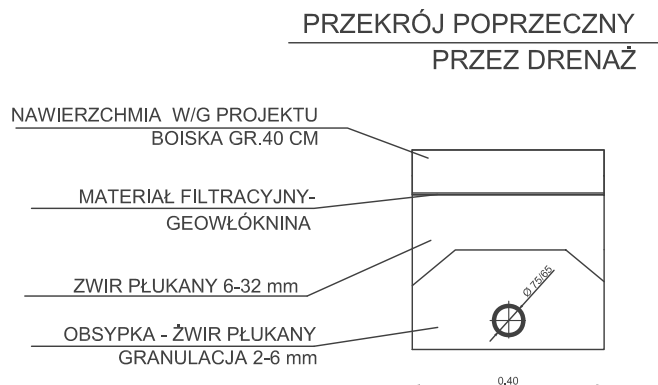 PRZEKRÓJ POPRZECZNY
PRZEZ DRENAŻ
NAWIERZCHMIA W/G PROJEKTU
BOISKA GR.40 CM
MATERIAŁ FILTRACYJNY-
GEOWŁÓKNINA
ZWIR PŁUKANY 6-32 mm
Ø 75/65
OBSYPKA - ŻWIR PŁUKANY
GRANULACJA 2-6 mm
0.40